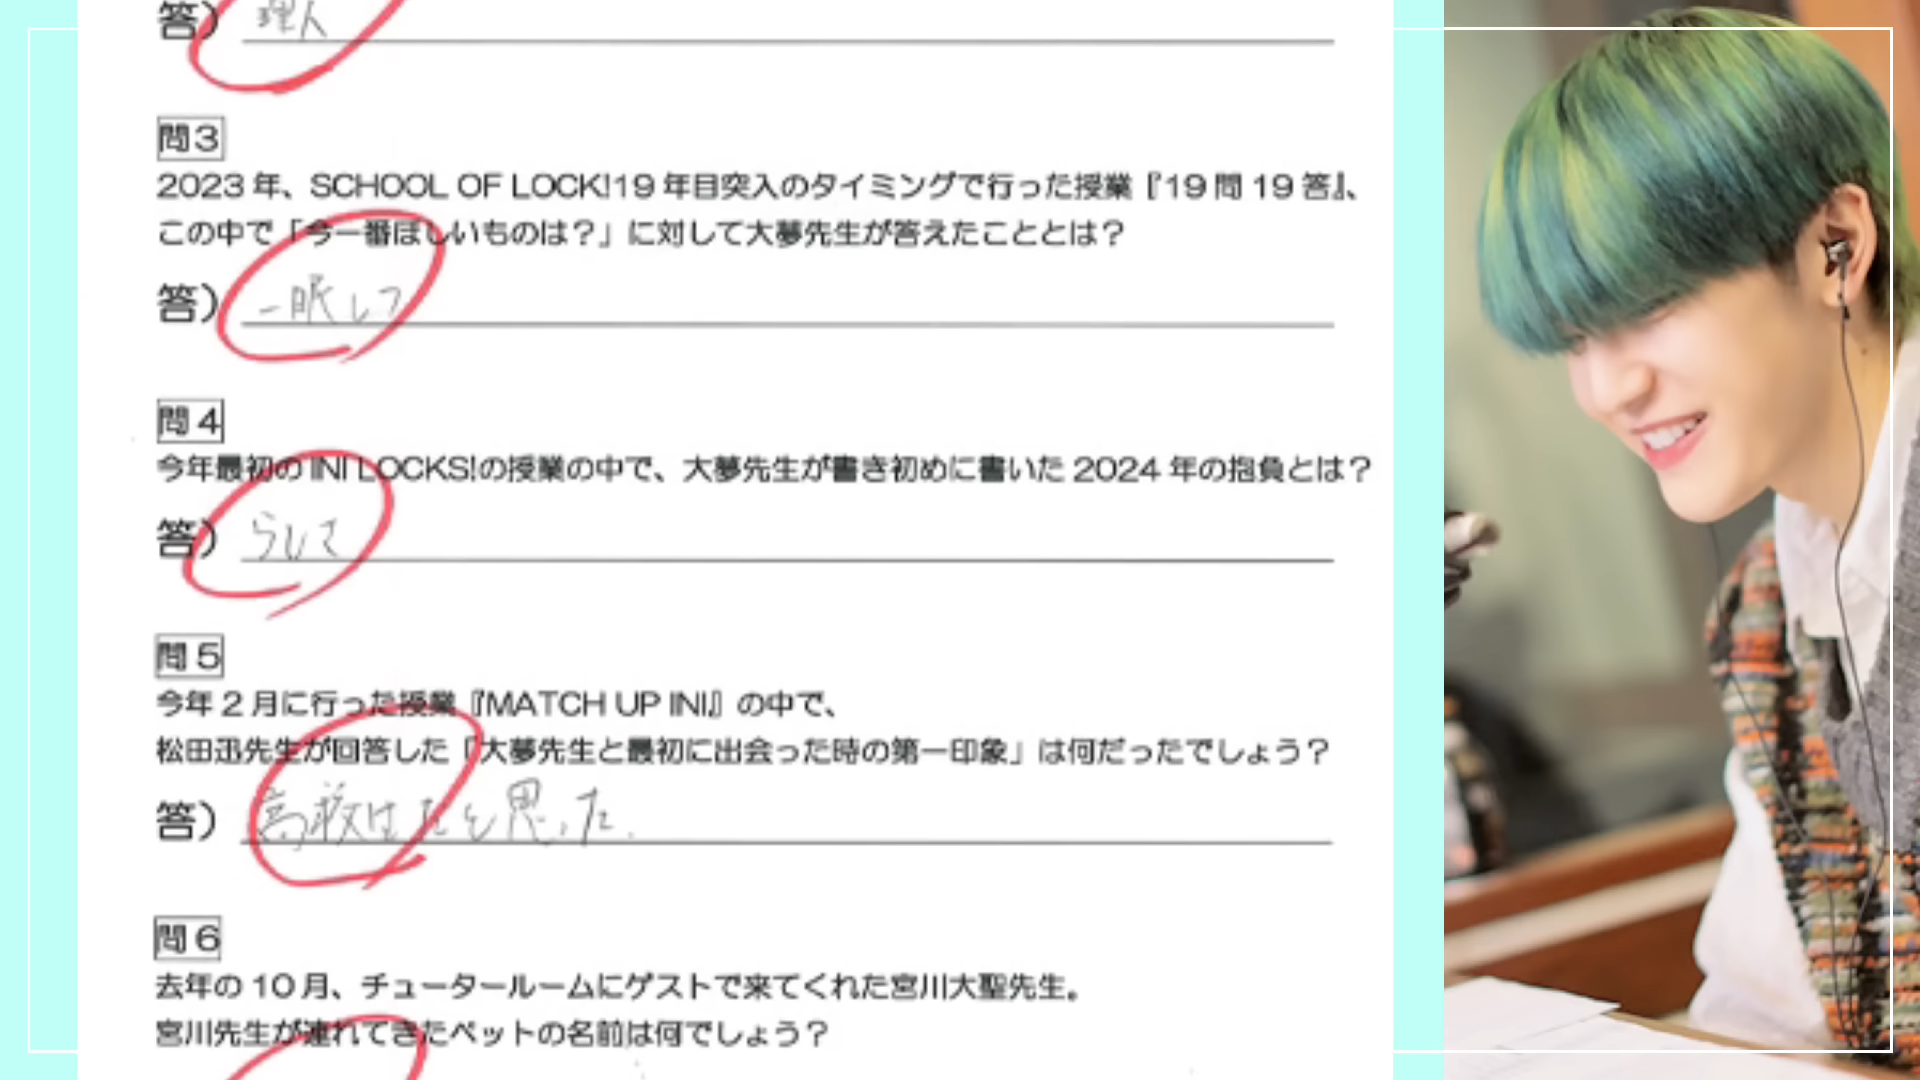 答) 理人
問3
2023年、SCHOOL OF LOCK!19年目突入のタイミングで行った授業『19問19答』、
この中で「今一番ほしいものは？」に対して大夢先生が答えたこととは？
答) 一眼レフ
問4
今年最初のINI LOCKS!の授業の中で、大夢先生が書き初めに書いた2024年の抱負とは？
答) らしさ
問5
今年2月に行った授業『MATCH UP INI』の中で、
松田迅先生が回答した「大夢先生と最初に出会った時の第一印象」は何だったでしょう？
答) 思った
問6
去年の10月、チュータールームにゲストで来てくれた宮川大聖先生。
宮川先生が連れてきたペットの名前は何でしょう？